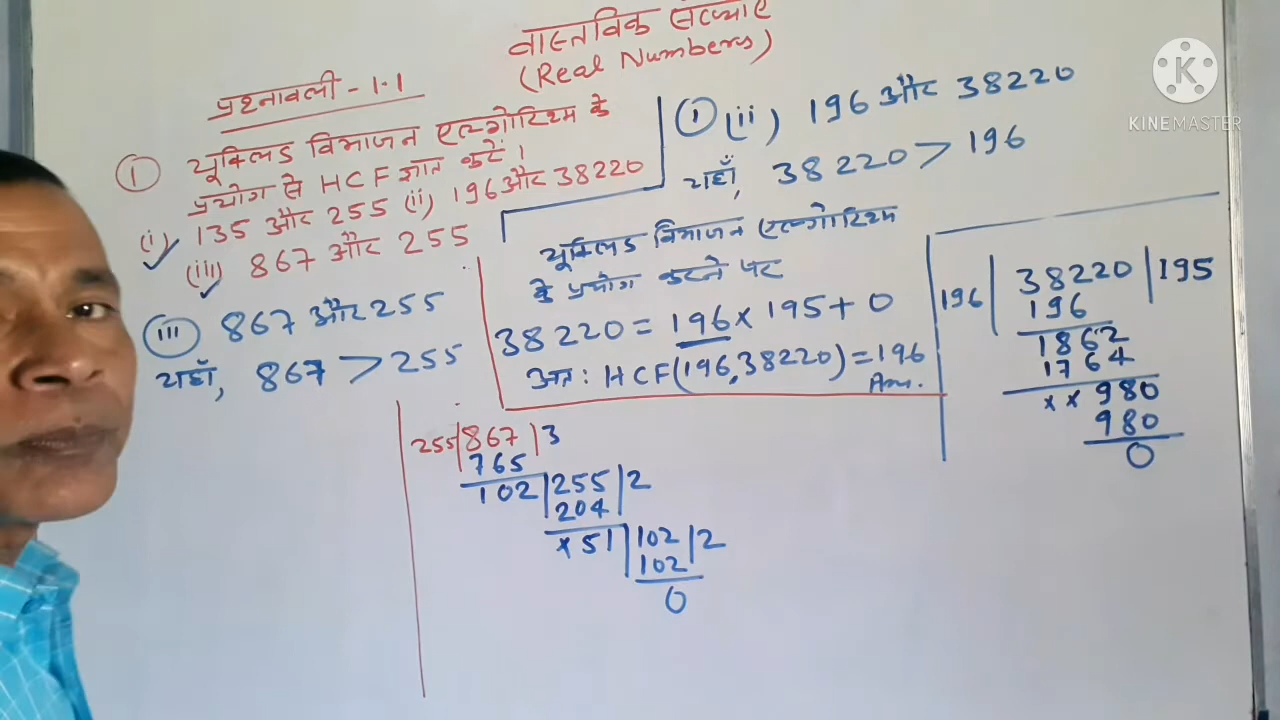 वास्तविक संख्याएँ
(Real Numbers)
प्रश्नावली - 1.1
① यूक्लिड विभाजन एल्गोरिथ्म के
प्रयोग से HCF ज्ञात करें।
(i) 135 और 255 (ii) 196 और 38220
(iii) 867 और 255
① (ii) 196 और 38220
यहाँ, 38220 > 196
यूक्लिड विभाजन एल्गोरिथ्म
के प्रयोग करने पर
38220 = 196 x 195 + 0
अतः HCF(196, 38220) = 196
Ans.
196 | 38220 | 195
196
1862
1764
x x 980
980
0
(iii) 867 और 255
यहाँ, 867 > 255
255 | 867 | 3
765
102 | 255 | 2
204
x 51 | 102 | 2
102
0
K
KINEMASTER